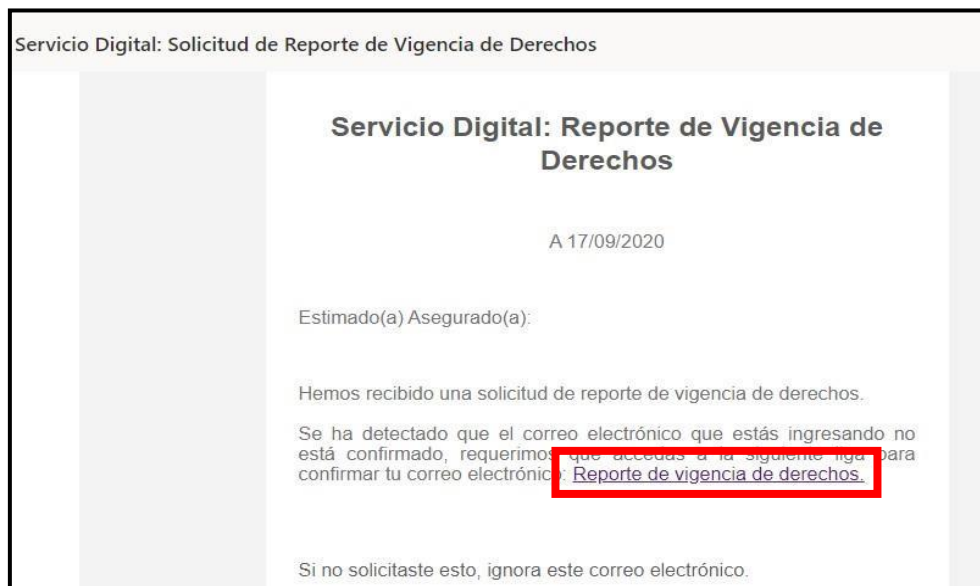 Servicio Digital: Solicitud de Reporte de Vigencia de Derechos
Servicio Digital: Reporte de Vigencia de
Derechos
A 17/09/2020
Estimado(a) Asegurado(a):
Hemos recibido una solicitud de reporte de vigencia de derechos.
Se ha detectado que el correo electrónico que estás ingresando no
está confirmado, requerimos que accedas a la siguiente liga para
confirmar tu correo electrónico: Reporte de vigencia de derechos.
Si no solicitaste esto, ignora este correo electrónico.